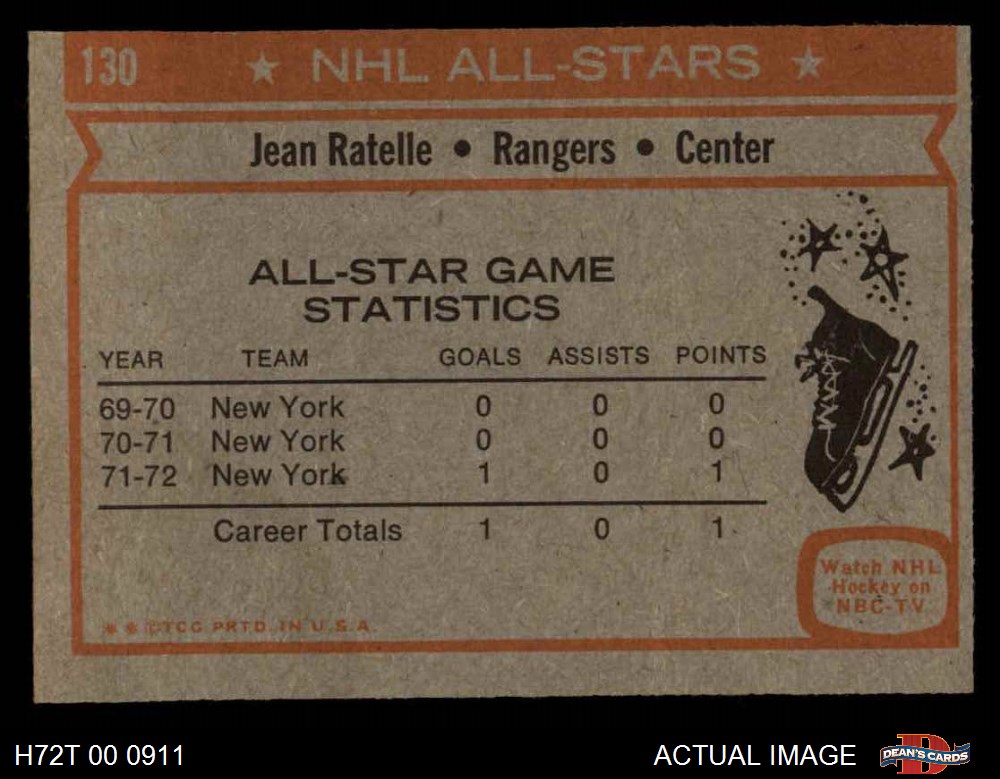 130 ★ NHL ALL-STARS ★
Jean Ratelle • Rangers • Center
ALL-STAR GAME
STATISTICS
YEAR TEAM GOALS ASSISTS POINTS
69-70 New York 0 0 0
70-71 New York 0 0 0
71-72 New York 1 0 1
Career Totals 1 0 1
Watch NHL
Hockey on
NBC-TV
* * ©TCG PRTD. IN U.S.A.
H72T 00 0911
ACTUAL IMAGE
DEAN'S CARDS